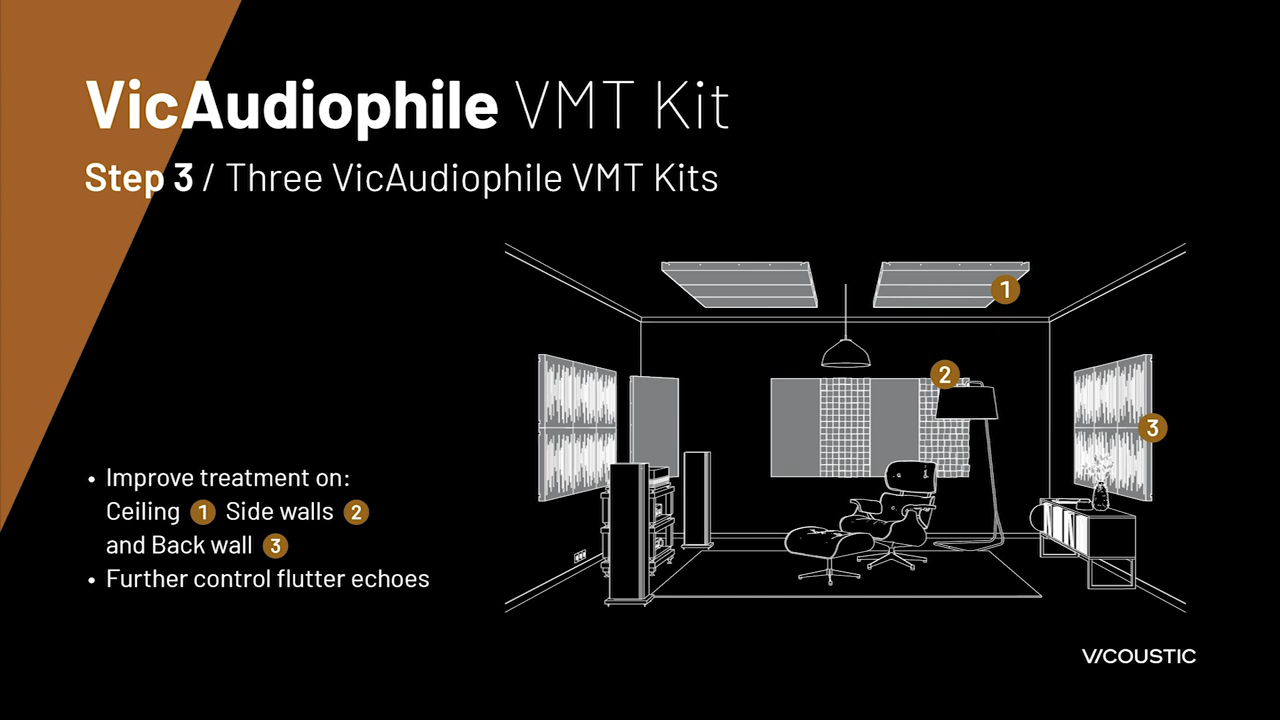 VicAudiophile VMT Kit
Step 3 / Three VicAudiophile VMT Kits
1
2
3
• Improve treatment on:
Ceiling 1 Side walls 2
and Back wall 3
• Further control flutter echoes
VICOUSTIC